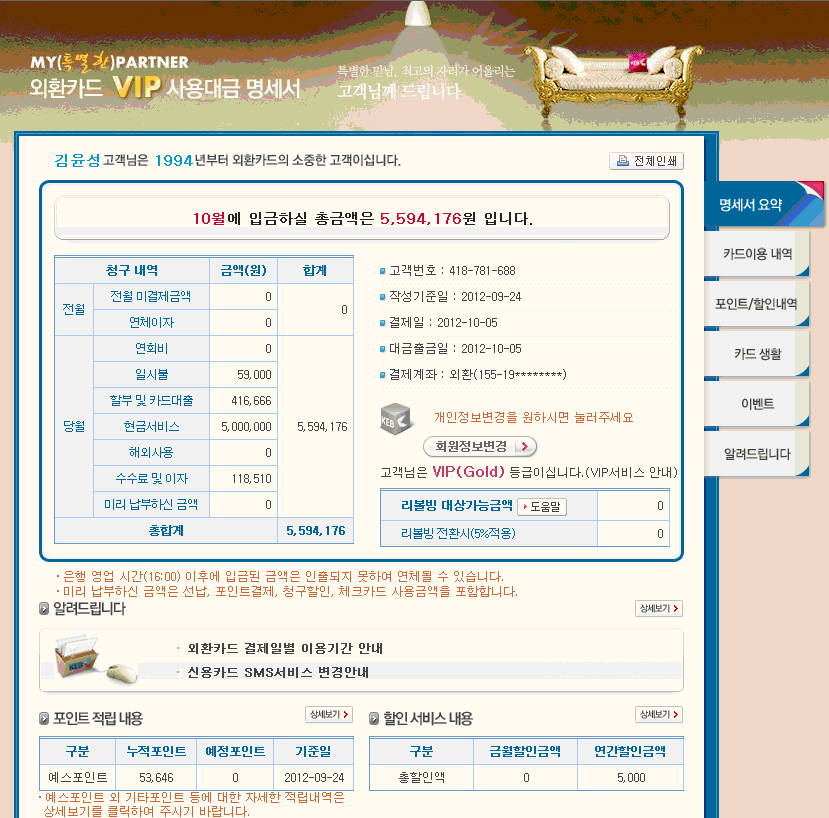 MY(특별한)PARTNER
외환카드 VIP 사용대금 명세서
특별한 만남, 최고의 자리가 어울리는
고객님께 드립니다
KEB
김윤성 고객님은 1994년부터 외환카드의 소중한 고객이십니다.
전체인쇄
10월에 입금하실 총금액은 5,594,176원 입니다.
청구 내역 금액(원) 합계
전월 전월 미결제금액 0 0
연체이자 0
당월 연회비 0 5,594,176
일시불 59,000
할부 및 카드대출 416,666
현금서비스 5,000,000
해외사용 0
수수료 및 이자 118,510
미리 납부하신 금액 0
총합계 5,594,176
고객번호 : 418-781-688
작성기준일 : 2012-09-24
결제일 : 2012-10-05
대금출금일 : 2012-10-05
결제계좌 : 외환(155-19********)
KEB
개인정보변경을 원하시면 눌러주세요
회원정보변경
고객님은 VIP(Gold) 등급이십니다.(VIP서비스 안내)
리볼빙 대상가능금액 도움말 0
리볼빙 전환시(5%적용) 0
명세서 요약
카드이용 내역
포인트/할인내역
카드 생활
이벤트
알려드립니다
· 은행 영업 시간(16:00) 이후에 입금된 금액은 인출되지 못하여 연체될 수 있습니다.
· 미리 납부하신 금액은 선납, 포인트결제, 청구할인, 체크카드 사용금액을 포함합니다.
알려드립니다 상세보기
KEB
· 외환카드 결제일별 이용기간 안내
· 신용카드 SMS서비스 변경안내
포인트 적립 내용 상세보기
구분 누적포인트 예정포인트 기준일
예스포인트 53,646 0 2012-09-24
· 예스포인트 외 기타포인트 등에 대한 자세한 적립내역은
상세보기를 클릭하여 주시기 바랍니다.
할인 서비스 내용 상세보기
구분 금월할인금액 연간할인금액
총할인액 0 5,000